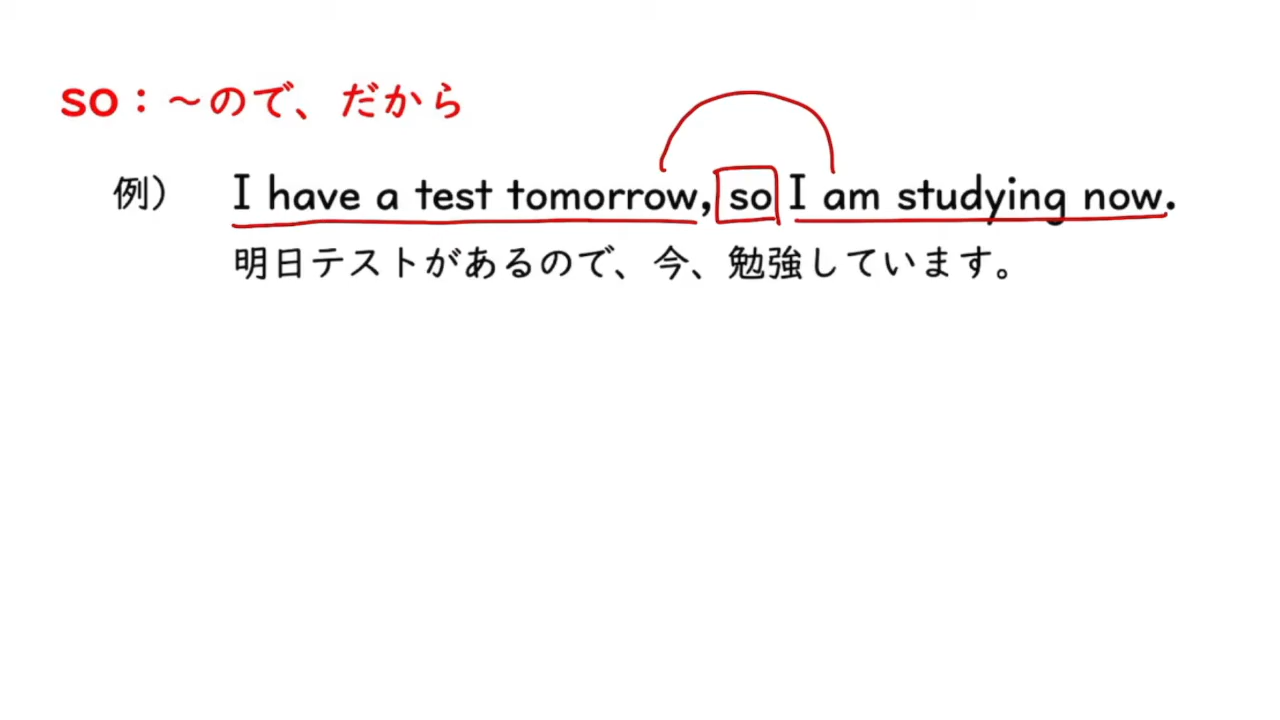 so：～ので、だから
例） I have a test tomorrow, so I am studying now.
明日テストがあるので、今、勉強しています。